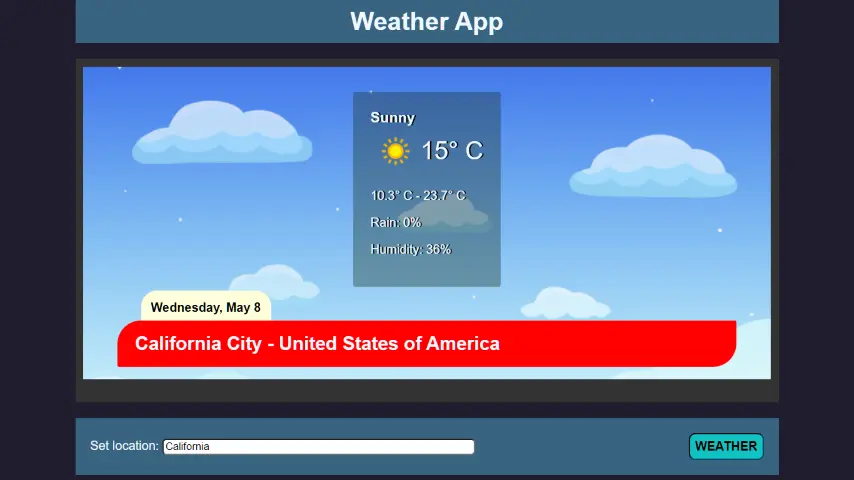 Weather App
Sunny
15° C
10.3° C - 23.7° C
Rain: 0%
Humidity: 36%
Wednesday, May 8
California City - United States of America
Set location: California
WEATHER